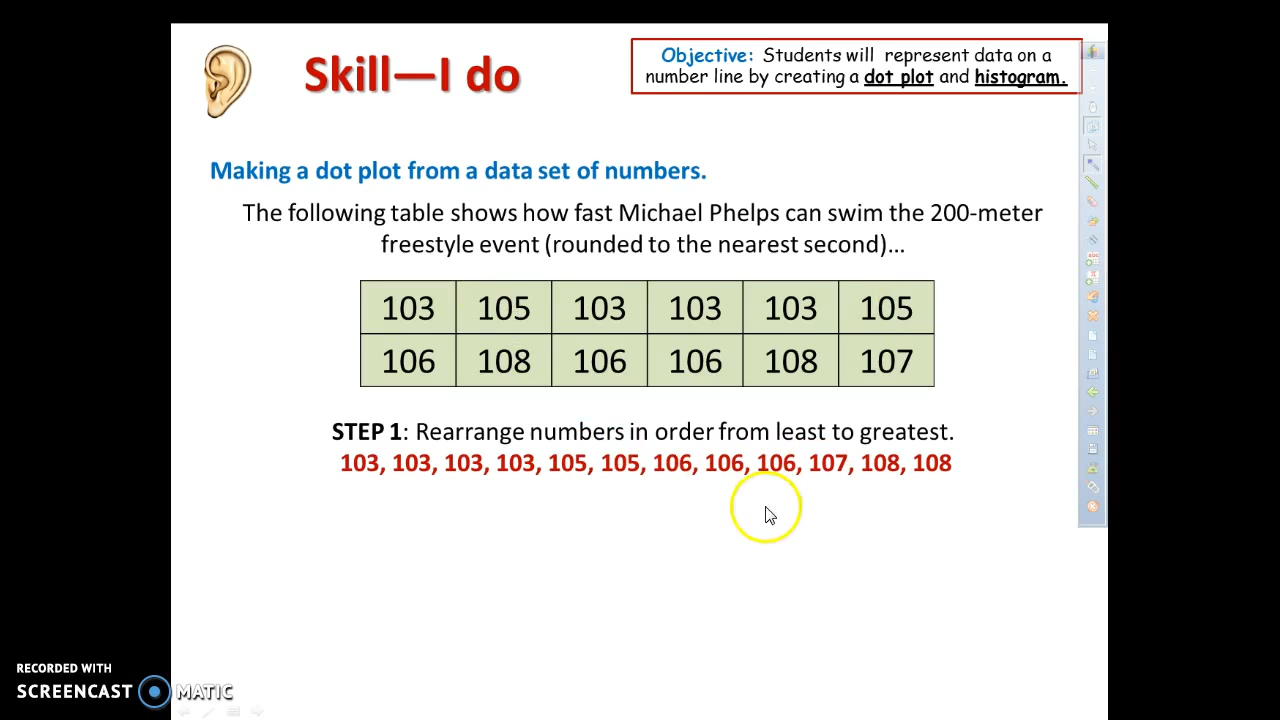 Skill—I do
Objective: Students will represent data on a
number line by creating a dot plot and histogram.
Making a dot plot from a data set of numbers.
The following table shows how fast Michael Phelps can swim the 200-meter
freestyle event (rounded to the nearest second)…
103 105 103 103 103 105
106 108 106 106 108 107
STEP 1: Rearrange numbers in order from least to greatest.
103, 103, 103, 103, 105, 105, 106, 106, 106, 107, 108, 108
RECORDED WITH
SCREENCAST MATIC